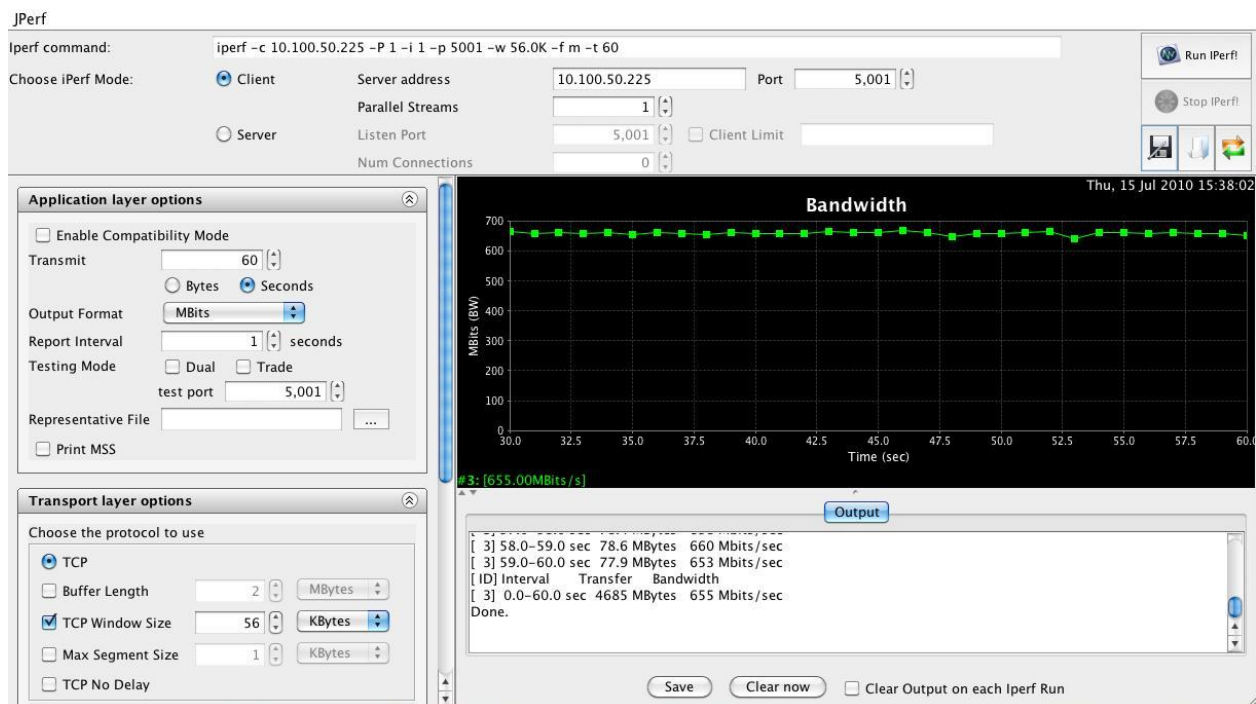 JPerf
Iperf command: iperf -c 10.100.50.225 -P 1 -i 1 -p 5001 -w 56.0K -f m -t 60
Run IPerf!
Choose iPerf Mode: Client Server address 10.100.50.225 Port 5,001
Parallel Streams 1
Stop IPerf!
Server Listen Port 5,001 Client Limit
Num Connections 0
Application layer options
Enable Compatibility Mode
Transmit 60
Bytes Seconds
Output Format MBits
Report Interval 1 seconds
Testing Mode Dual Trade
test port 5,001
Representative File ...
Print MSS
Transport layer options
Choose the protocol to use
TCP
Buffer Length 2 MBytes
TCP Window Size 56 KBytes
Max Segment Size 1 KBytes
TCP No Delay
Thu, 15 Jul 2010 15:38:02
Bandwidth
MBits (BW)
700
600
500
400
300
200
100
0
30.0 32.5 35.0 37.5 40.0 42.5 45.0 47.5 50.0 52.5 55.0 57.5 60.
Time (sec)
#3: [655.00MBits/s]
Output
[ 3] 58.0-59.0 sec 78.6 MBytes 660 Mbits/sec
[ 3] 59.0-60.0 sec 77.9 MBytes 653 Mbits/sec
[ ID] Interval Transfer Bandwidth
[ 3] 0.0-60.0 sec 4685 MBytes 655 Mbits/sec
Done.
Save Clear now Clear Output on each Iperf Run